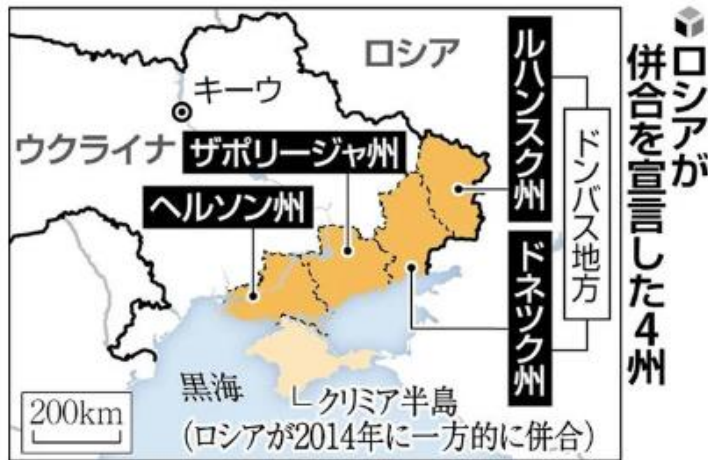 ロシアが
併合を宣言した4州
ロシア
キーウ
ウクライナ
ルハンスク州
ドンバス地方
ザポリージャ州
ヘルソン州
ドネツク州
黒海
クリミア半島
(ロシアが2014年に一方的に併合)
200km